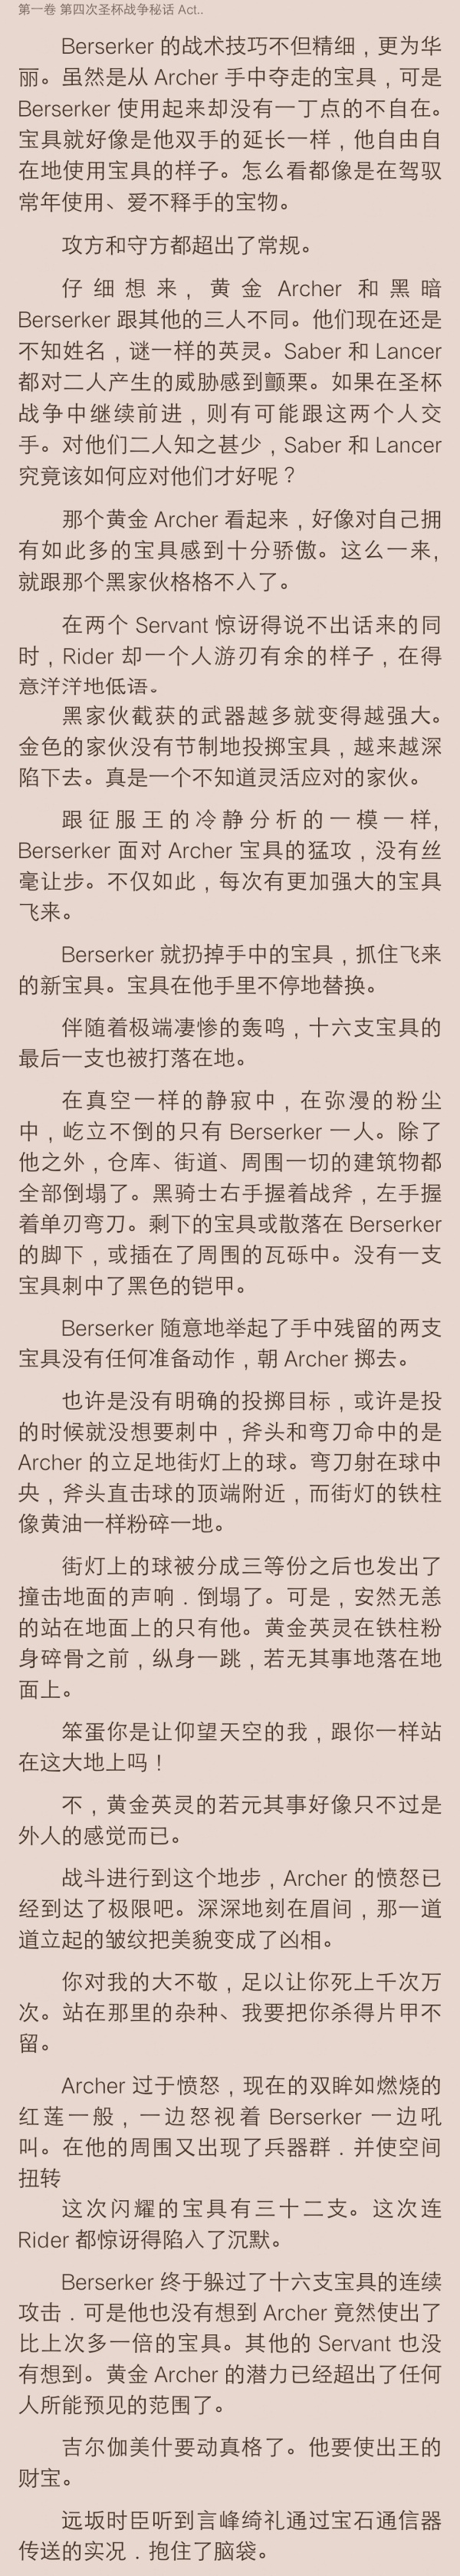 第一卷 第四次圣杯战争秘话 Act..
Berserker 的战术技巧不但精细，更为华
丽。虽然是从 Archer 手中夺走的宝具，可是
Berserker 使用起来却没有一丁点的不自在。
宝具就好像是他双手的延长一样，他自由自
在地使用宝具的样子。怎么看都像是在驾驭
常年使用、爱不释手的宝物。
攻方和守方都超出了常规。
仔细想来，黄金 Archer 和黑暗
Berserker 跟其他的三人不同。他们现在还是
不知姓名，谜一样的英灵。Saber 和 Lancer
都对二人产生的威胁感到颤栗。如果在圣杯
战争中继续前进，则有可能跟这两个人交
手。对他们二人知之甚少，Saber 和 Lancer
究竟该如何应对他们才好呢？
那个黄金 Archer 看起来，好像对自己拥
有如此多的宝具感到十分骄傲。这么一来，
就跟那个黑家伙格格不入了。
在两个 Servant 惊讶得说不出话来的同
时，Rider 却一个人游刃有余的样子，在得
意洋洋地低语。
黑家伙截获的武器越多就变得越强大。
金色的家伙没有节制地投掷宝具，越来越深
陷下去。真是一个不知道灵活应对的家伙。
跟征服王的冷静分析的一模一样，
Berserker 面对 Archer 宝具的猛攻，没有丝
毫让步。不仅如此，每次有更加强大的宝具
飞来。
Berserker 就扔掉手中的宝具，抓住飞来
的新宝具。宝具在他手里不停地替换。
伴随着极端凄惨的轰鸣，十六支宝具的
最后一支也被打落在地。
在真空一样的静寂中，在弥漫的粉尘
中，屹立不倒的只有 Berserker 一人。除了
他之外，仓库、街道、周围一切的建筑物都
全部倒塌了。黑骑士右手握着战斧，左手握
着单刃弯刀。剩下的宝具或散落在 Berserker
的脚下，或插在了周围的瓦砾中。没有一支
宝具刺中了黑色的铠甲。
Berserker 随意地举起了手中残留的两支
宝具没有任何准备动作，朝 Archer 掷去。
也许是没有明确的投掷目标，或许是投
的时候就没想要刺中，斧头和弯刀命中的是
Archer 的立足地街灯上的球。弯刀射在球中
央，斧头直击球的顶端附近，而街灯的铁柱
像黄油一样粉碎一地。
街灯上的球被分成三等份之后也发出了
撞击地面的声响．倒塌了。可是，安然无恙
的站在地面上的只有他。黄金英灵在铁柱粉
身碎骨之前，纵身一跳，若无其事地落在地
面上。
笨蛋你是让仰望天空的我，跟你一样站
在这大地上吗！
不，黄金英灵的若元其事好像只不过是
外人的感觉而已。
战斗进行到这个地步，Archer 的愤怒已
经到达了极限吧。深深地刻在眉间，那一道
道立起的皱纹把美貌变成了凶相。
你对我的大不敬，足以让你死上千次万
次。站在那里的杂种、我要把你杀得片甲不
留。
Archer 过于愤怒，现在的双眸如燃烧的
红莲一般，一边怒视着 Berserker 一边吼
叫。在他的周围又出现了兵器群．并使空间
扭转
这次闪耀的宝具有三十二支。这次连
Rider 都惊讶得陷入了沉默。
Berserker 终于躲过了十六支宝具的连续
攻击．可是他也没有想到 Archer 竟然使出了
比上次多一倍的宝具。其他的 Servant 也没
有想到。黄金 Archer 的潜力已经超出了任何
人所能预见的范围了。
吉尔伽美什要动真格了。他要使出王的
财宝。
远坂时臣听到言峰绮礼通过宝石通信器
传送的实况．抱住了脑袋。